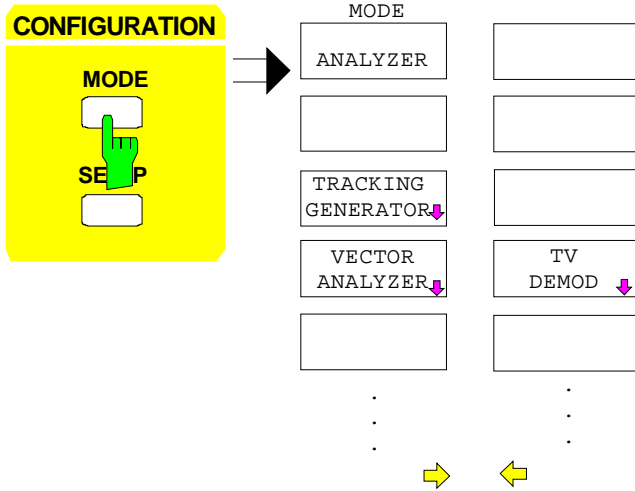 CONFIGURATION
MODE
MODE
ANALYZER
TRACKING
GENERATOR
VECTOR
ANALYZER
TV
DEMOD